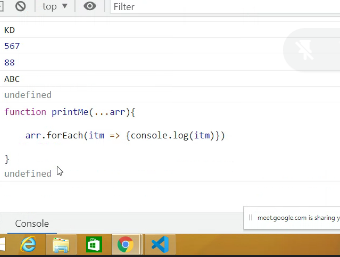 top ▼
Filter
KD
567
88
ABC
undefined
function printMe(...arr){
arr.forEach(itm => {console.log(itm)})
}
undefined
meet.google.com is sharing y
Console